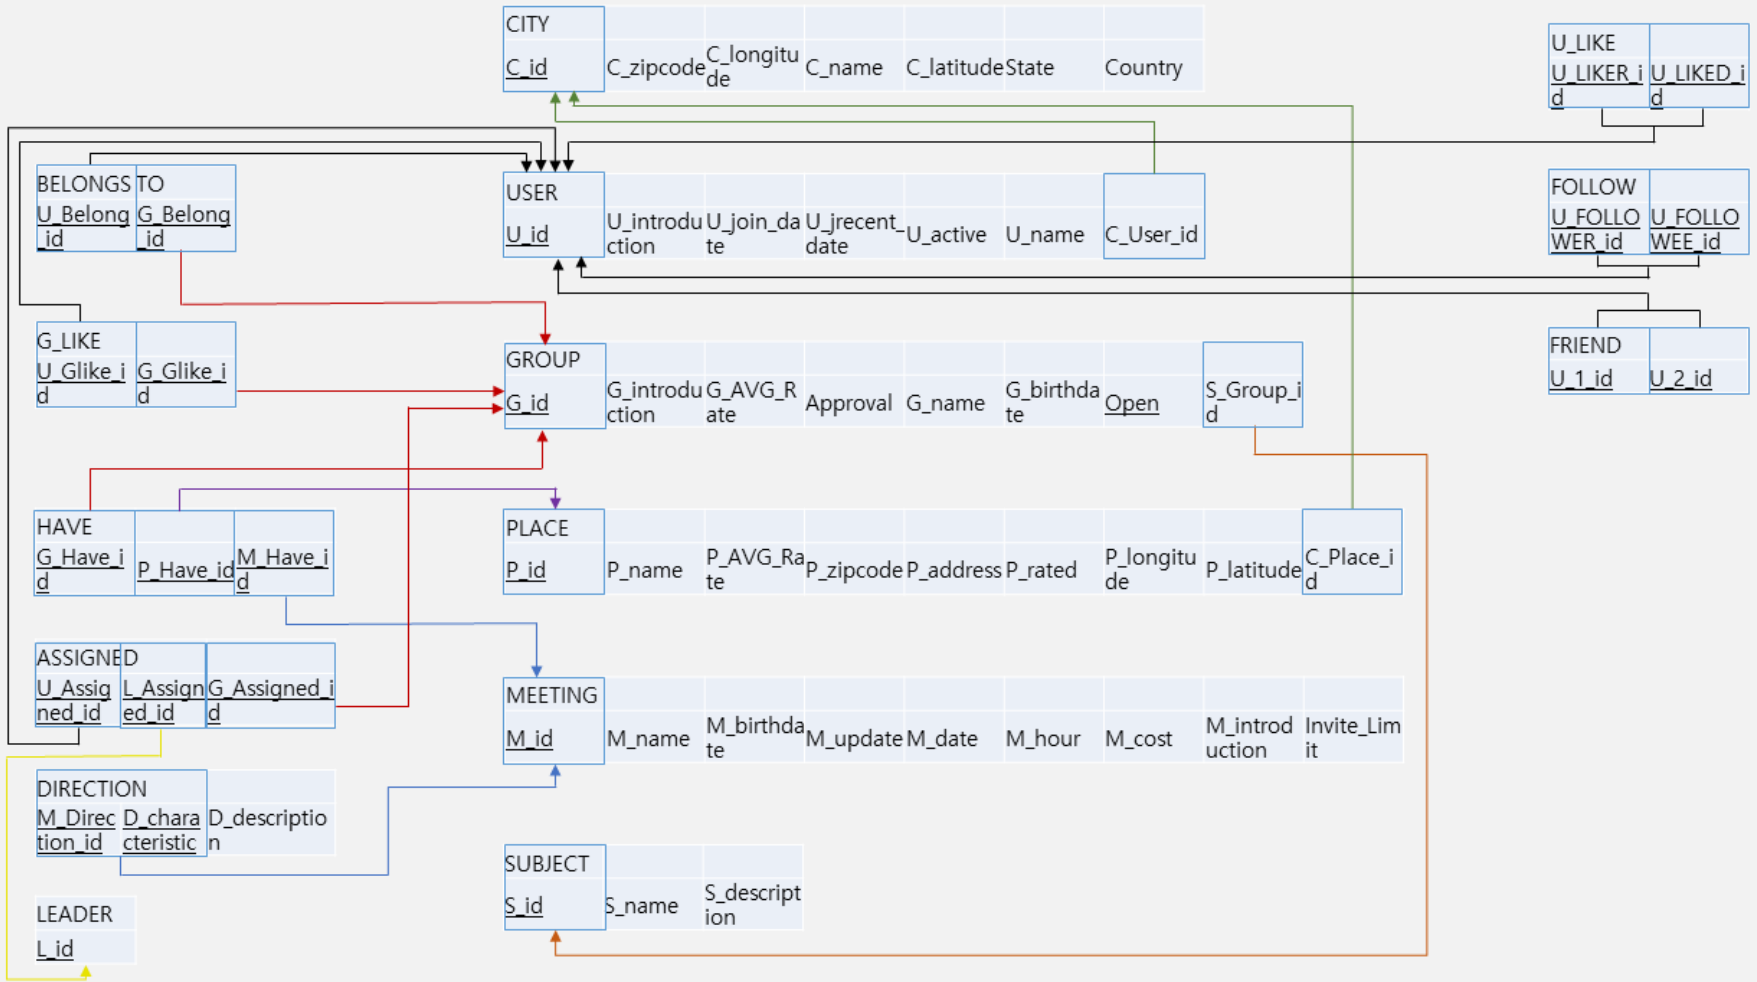 CITY
C_id
C_zipcode
C_longitu
de
C_name
C_latitude
State
Country
U_LIKE
U_LIKER_i
d
U_LIKED_i
d
BELONGS TO
U_Belong
_id
G_Belong
_id
USER
U_id
U_introdu
ction
U_join_da
te
U_jrecent_
date
U_active
U_name
C_User_id
FOLLOW
U_FOLLO
WER_id
U_FOLLO
WEE_id
G_LIKE
U_Glike_i
d
G_Glike_i
d
GROUP
G_id
G_introdu
ction
G_AVG_R
ate
Approval
G_name
G_birthda
te
Open
S_Group_i
d
FRIEND
U_1_id
U_2_id
HAVE
G_Have_i
d
P_Have_id
M_Have_i
d
PLACE
P_id
P_name
P_AVG_Ra
te
P_zipcode
P_address
P_rated
P_longitu
de
P_latitude
C_Place_i
d
ASSIGNED
U_Assig
ned_id
L_Assign
ed_id
G_Assigned_i
d
MEETING
M_id
M_name
M_birthda
te
M_update
M_date
M_hour
M_cost
M_introd
uction
Invite_Lim
it
DIRECTION
M_Direc
tion_id
D_chara
cteristic
D_descriptio
n
SUBJECT
S_id
S_name
S_descript
ion
LEADER
L_id